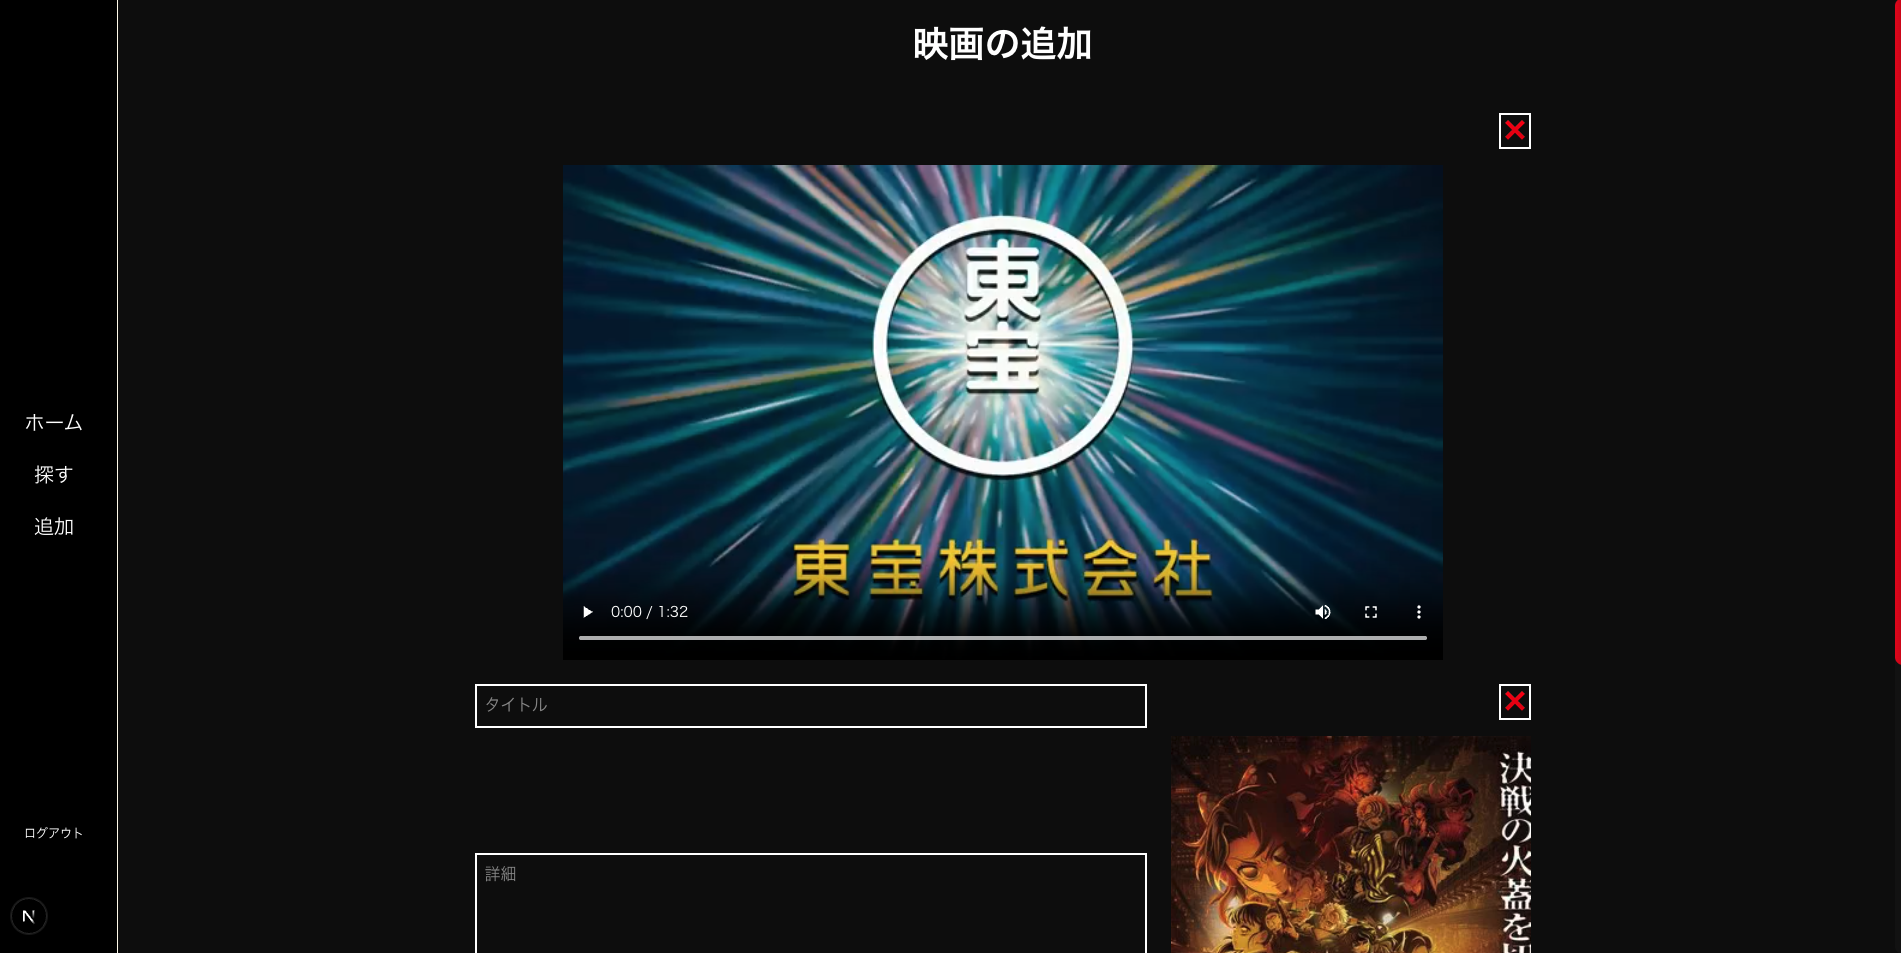 映画の追加
東宝
東宝株式会社
0:00 / 1:32
ホーム
探す
追加
ログアウト
N
タイトル
詳細
決戦の火蓋を切